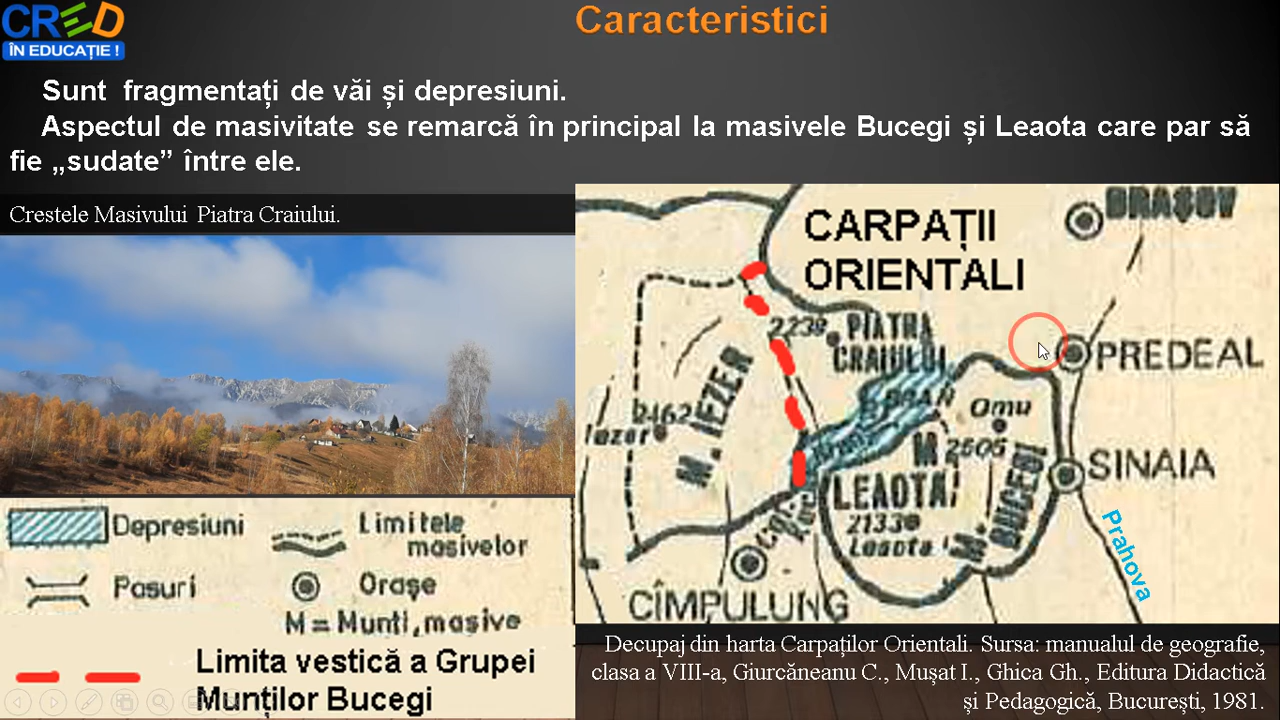 CRED
ÎN EDUCAȚIE !
Caracteristici
Sunt fragmentați de văi și depresiuni.
Aspectul de masivitate se remarcă în principal la masivele Bucegi și Leaota care par să
fie „sudate” între ele.
Crestele Masivului Piatra Craiului.
BRAȘOV
CARPAȚII
ORIENTALI
2239
PIATRA
CRAIULUI
PREDEAL
BRAN
Omu
2462
Iezer
M. IEZER
M
2505
SINAIA
LEAOTA
M. BUCEGI
2133
Leaota
Prahova
CÎMPULUNG
Depresiuni
Limitele
masivelor
Pasuri
Orașe
M = Munți, masive
Limita vestică a Grupei
Munților Bucegi
Decupaj din harta Carpaților Orientali. Sursa: manualul de geografie,
clasa a VIII-a, Giurcăneanu C., Mușat I., Ghica Gh., Editura Didactică
și Pedagogică, București, 1981.